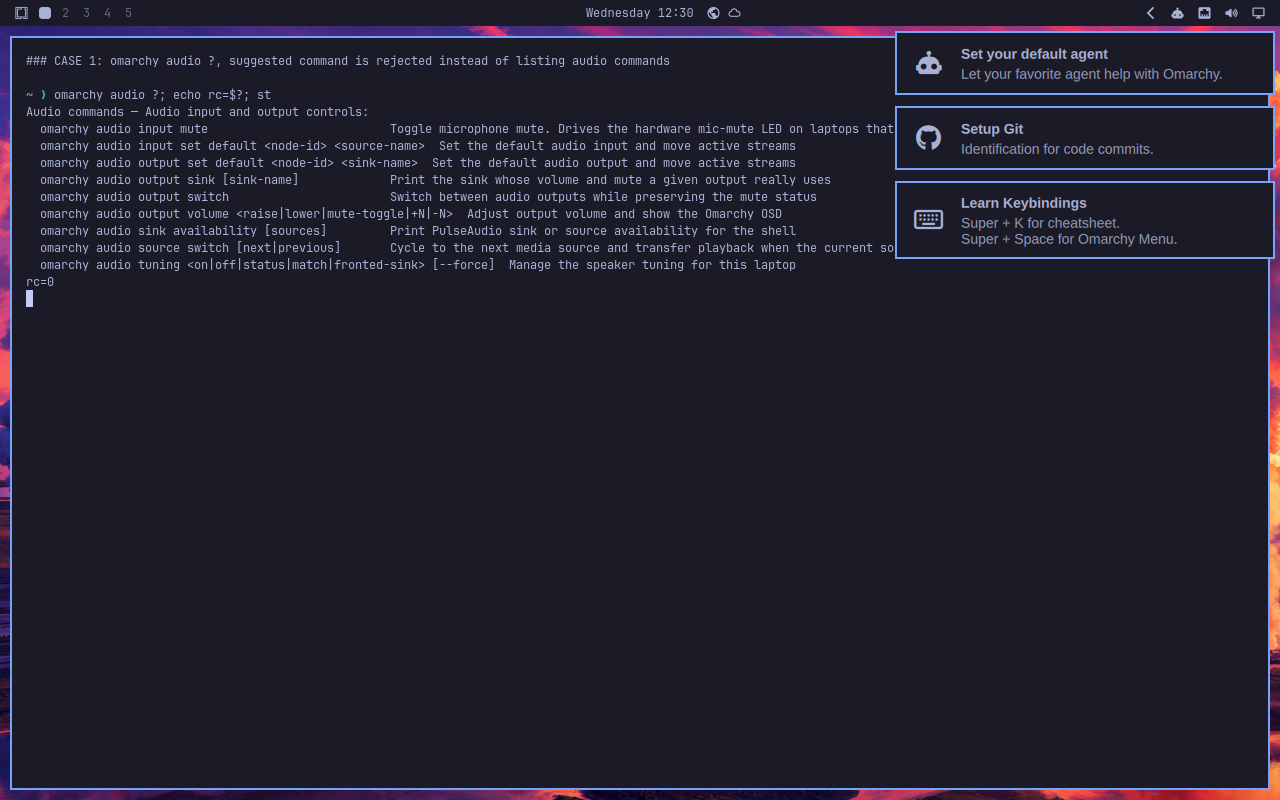 2 3 4 5
Wednesday 12:30
### CASE 1: omarchy audio ?, suggested command is rejected instead of listing audio commands
~ ❯ omarchy audio ?; echo rc=$?; st
Audio commands — Audio input and output controls:
omarchy audio input mute Toggle microphone mute. Drives the hardware mic-mute LED on laptops that
omarchy audio input set default <node-id> <source-name> Set the default audio input and move active streams
omarchy audio output set default <node-id> <sink-name> Set the default audio output and move active streams
omarchy audio output sink [sink-name] Print the sink whose volume and mute a given output really uses
omarchy audio output switch Switch between audio outputs while preserving the mute status
omarchy audio output volume <raise|lower|mute-toggle|+N|-N> Adjust output volume and show the Omarchy OSD
omarchy audio sink availability [sources] Print PulseAudio sink or source availability for the shell
omarchy audio source switch [next|previous] Cycle to the next media source and transfer playback when the current so
omarchy audio tuning <on|off|status|match|fronted-sink> [--force] Manage the speaker tuning for this laptop
rc=0
Set your default agent
Let your favorite agent help with Omarchy.
Setup Git
Identification for code commits.
Learn Keybindings
Super + K for cheatsheet.
Super + Space for Omarchy Menu.